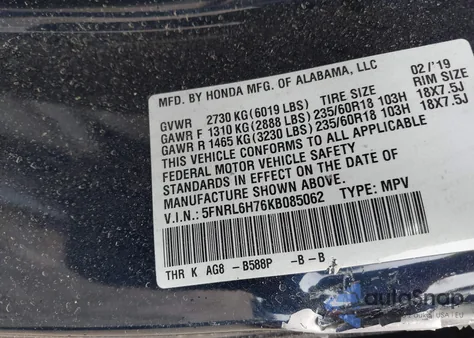 MFD. BY HONDA MFG. OF ALABAMA, LLC 02 / '19
GVWR 2730 KG (6019 LBS) TIRE SIZE RIM SIZE
GAWR F 1310 KG (2888 LBS) 235/60R18 103H 18X7.5J
GAWR R 1465 KG (3230 LBS) 235/60R18 103H 18X7.5J
THIS VEHICLE CONFORMS TO ALL APPLICABLE
FEDERAL MOTOR VEHICLE SAFETY
STANDARDS IN EFFECT ON THE DATE OF
MANUFACTURE SHOWN ABOVE.
V.I.N.: 5FNRL6H76KB085062 TYPE: MPV
THR K AG8 - B588P -B -B
autoSnap